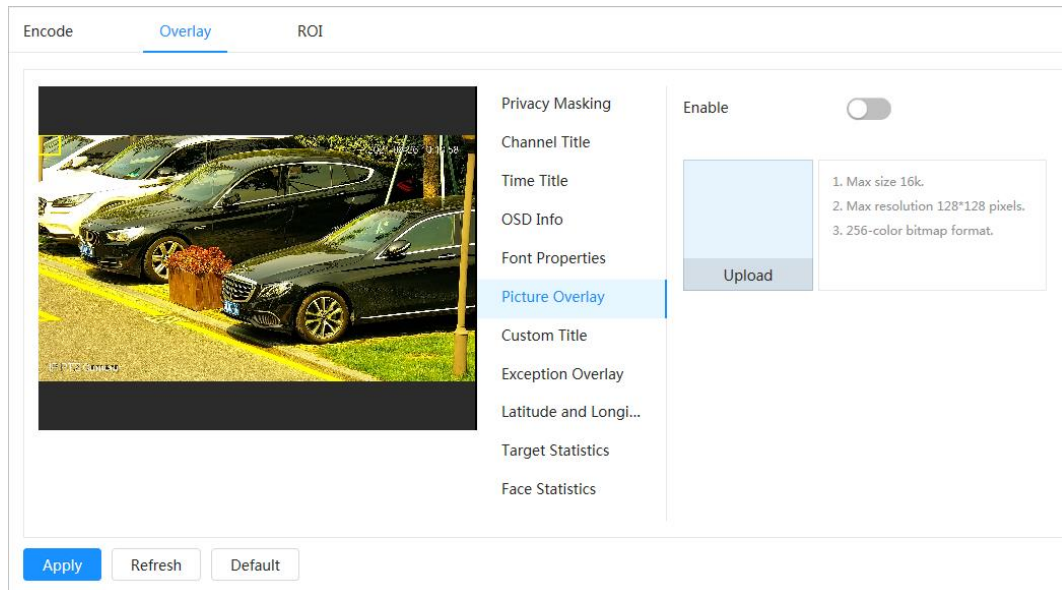 Encode
Overlay
ROI
Privacy Masking
Channel Title
Time Title
OSD Info
Font Properties
Picture Overlay
Custom Title
Exception Overlay
Latitude and Longi...
Target Statistics
Face Statistics
Enable
Upload
1. Max size 16k.
2. Max resolution 128*128 pixels.
3. 256-color bitmap format.
Apply
Refresh
Default